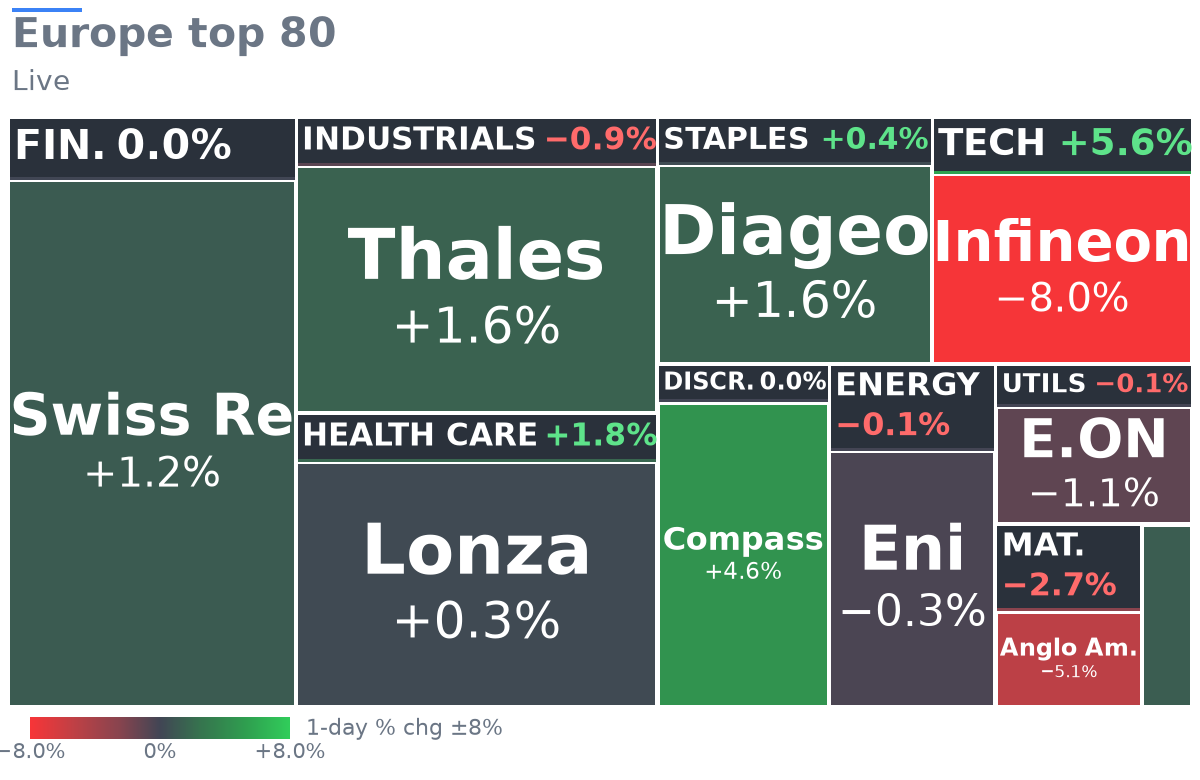 Europe top 80
Live
FIN. 0.0%
Swiss Re
+1.2%
INDUSTRIALS −0.9%
Thales
+1.6%
HEALTH CARE +1.8%
Lonza
+0.3%
STAPLES +0.4%
Diageo
+1.6%
TECH +5.6%
Infineon
−8.0%
DISCR. 0.0%
Compass
+4.6%
ENERGY
−0.1%
Eni
−0.3%
UTILS −0.1%
E.ON
−1.1%
MAT.
−2.7%
Anglo Am.
−5.1%
1-day % chg ±8%
−8.0% 0% +8.0%